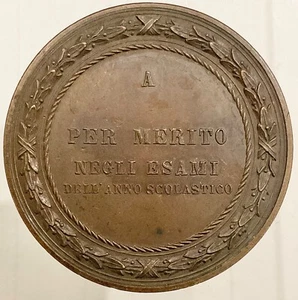 A
PER MERITO
NEGLI ESAMI
DELL'ANNO SCOLASTICO